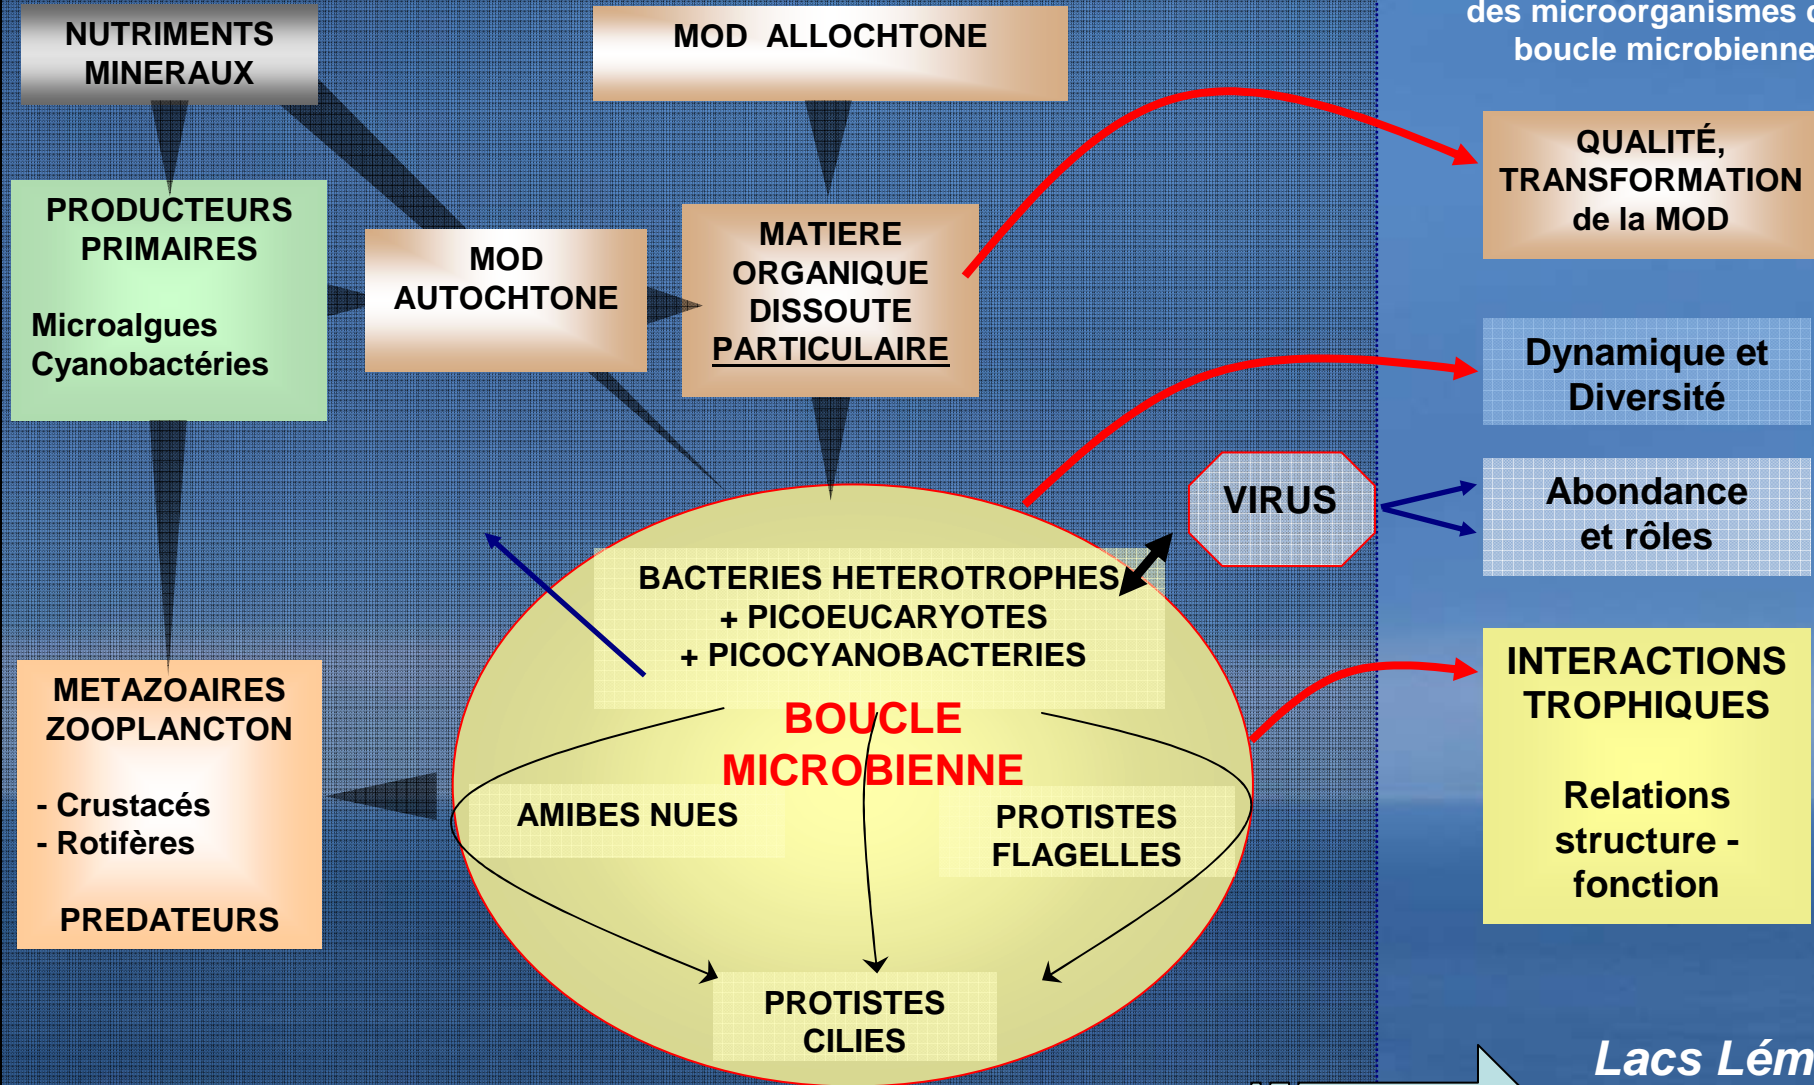 NUTRIMENTS
MINERAUX
MOD ALLOCHTONE
des microorganismes
boucle microbienne
QUALITÉ,
TRANSFORMATION
de la MOD
PRODUCTEURS
PRIMAIRES
Microalgues
Cyanobactéries
MOD
AUTOCHTONE
MATIERE
ORGANIQUE
DISSOUTE
PARTICULAIRE
Dynamique et
Diversité
VIRUS
Abondance
et rôles
BACTERIES HETEROTROPHES
+ PICOEUCARYOTES
+ PICOCYANOBACTERIES
BOUCLE
MICROBIENNE
METAZOAIRES
ZOOPLANCTON
- Crustacés
- Rotifères
PREDATEURS
AMIBES NUES
PROTISTES
FLAGELLES
PROTISTES
CILIES
INTERACTIONS
TROPHIQUES
Relations
structure -
fonction
Lacs Lém